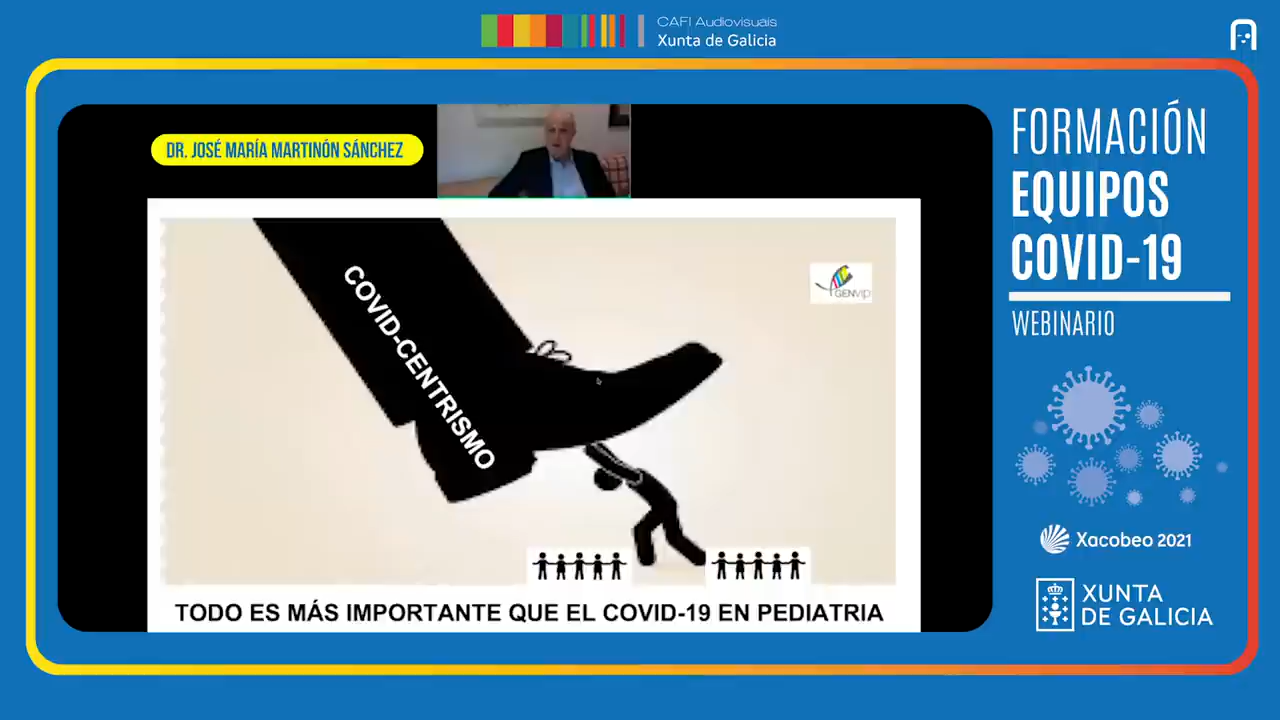 CAFI Audiovisuais
Xunta de Galicia
DR. JOSÉ MARÍA MARTINÓN SÁNCHEZ
COVID-CENTRISMO
GENvip
TODO ES MÁS IMPORTANTE QUE EL COVID-19 EN PEDIATRIA
FORMACIÓN
EQUIPOS
COVID-19
WEBINARIO
Xacobeo 2021
XUNTA
DE GALICIA